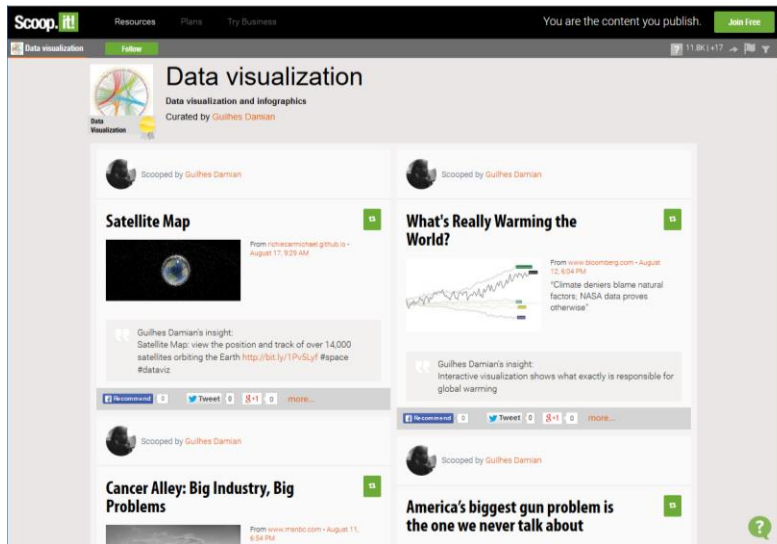 Scoop.it!
Resources
Plans
Try Business
You are the content you publish.
Join Free
Data visualization
Follow
11.8K | +17
Data visualization
Data visualization and infographics
Curated by Guilhes Damian
Data
Visualization
Scooped by Guilhes Damian
Satellite Map
From richiecarmichael.github.io -
August 17, 9:29 AM
Guilhes Damian's insight:
Satellite Map: view the position and track of over 14,000
satellites orbiting the Earth http://bit.ly/1PvSLyf #space
#dataviz
Recommend 0
Tweet 0
g+1 0
more...
Scooped by Guilhes Damian
Cancer Alley: Big Industry, Big
Problems
From www.msnbc.com - August 11,
6:54 PM
Scooped by Guilhes Damian
What's Really Warming the
World?
From www.bloomberg.com - August
12, 6:04 PM
"Climate deniers blame natural
factors; NASA data proves
otherwise"
Guilhes Damian's insight:
Interactive visualization shows what exactly is responsible for
global warming
Recommend 0
Tweet 0
g+1 0
more...
Scooped by Guilhes Damian
America's biggest gun problem is
the one we never talk about
?